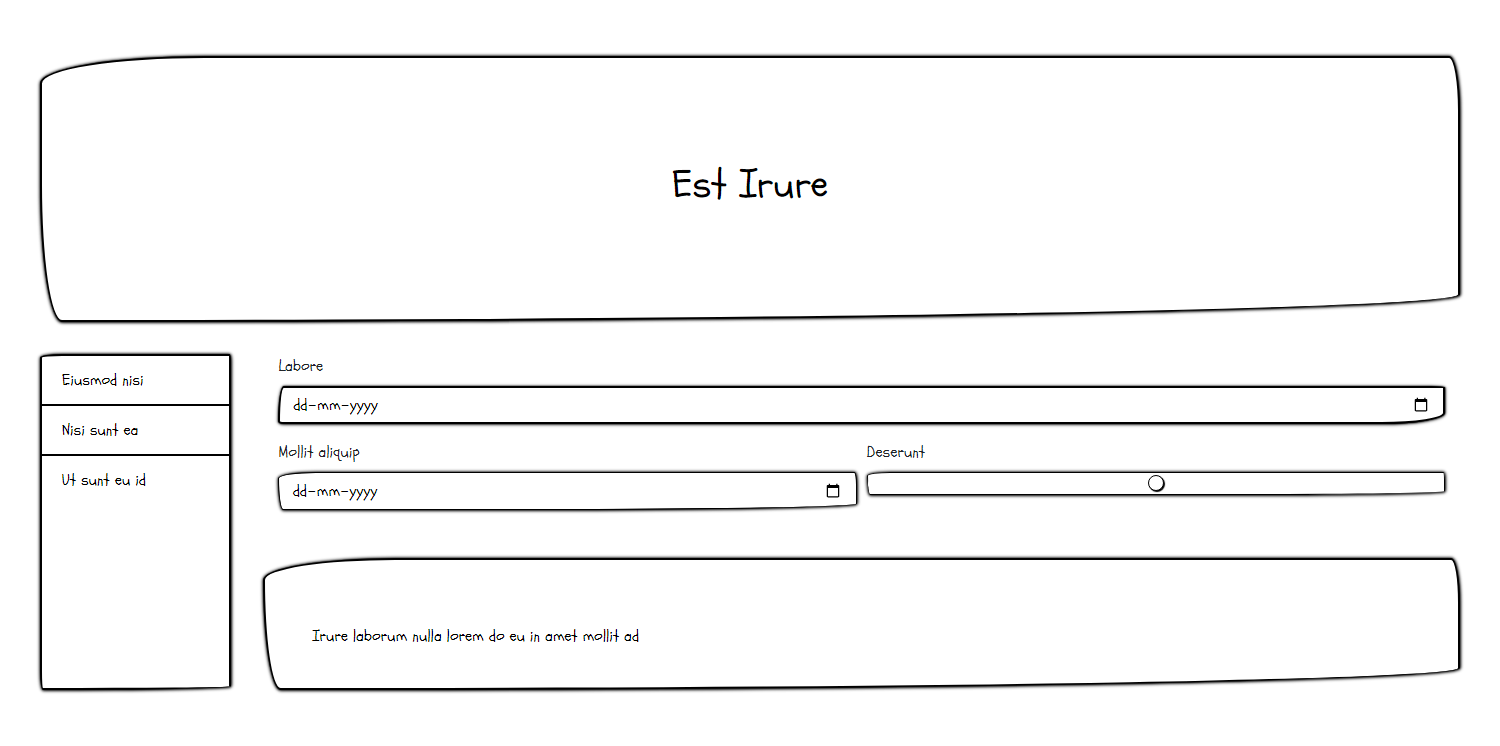 Est Irure
Eiusmod nisi
Nisi sunt ea
Ut sunt eu id
Labore
dd-mm-yyyy
Mollit aliquip
dd-mm-yyyy
Deserunt
Irure laborum nulla lorem do eu in amet mollit ad